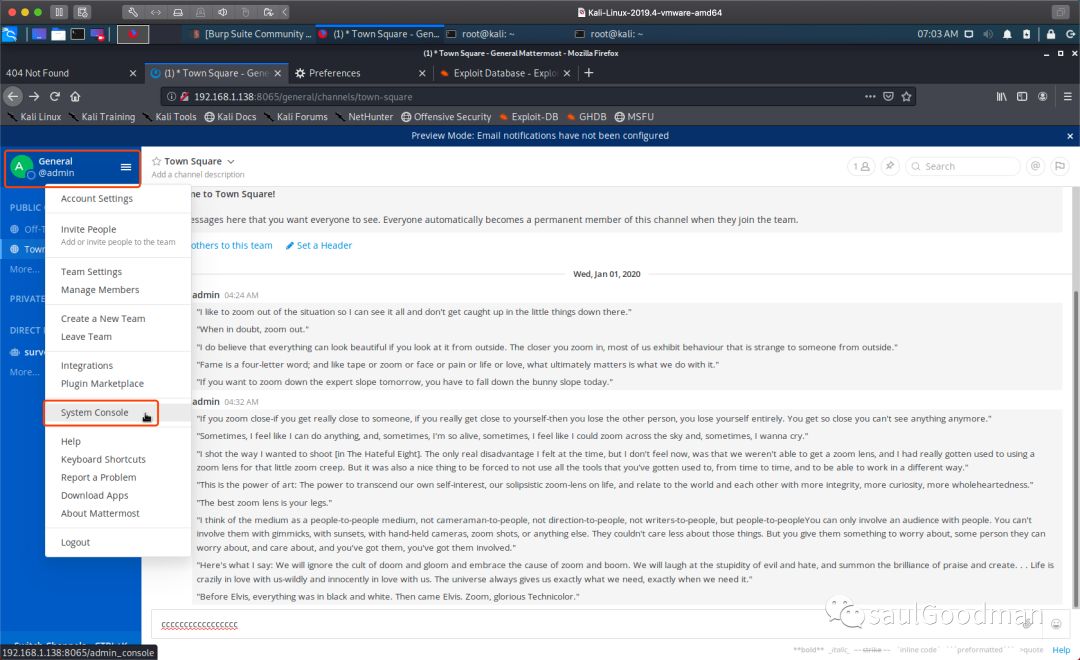 Kali-Linux-2019.4-vmware-amd64
[Burp Suite Community ...
(1) * Town Square - Gen...
root@kali: ~
root@kali: ~
07:03 AM
(1) * Town Square - General Mattermost - Mozilla Firefox
404 Not Found
(1) * Town Square - Gene
Preferences
Exploit Database - Explo
192.168.1.138:8065/general/channels/town-square
Kali Linux
Kali Training
Kali Tools
Kali Docs
Kali Forums
NetHunter
Offensive Security
Exploit-DB
GHDB
MSFU
Preview Mode: Email notifications have not been configured
A
General
@admin
Town Square
Add a channel description
1
Search
PUBLIC
Off-T
Town
More...
PRIVATE
DIRECT
surv
More...
Account Settings
Invite People
Add or invite people to the team
Team Settings
Manage Members
Create a New Team
Leave Team
Integrations
Plugin Marketplace
System Console
Help
Keyboard Shortcuts
Report a Problem
Download Apps
About Mattermost
Logout
me to Town Square!
essages here that you want everyone to see. Everyone automatically becomes a permanent member of this channel when they join the team.
others to this team
Set a Header
Wed, Jan 01, 2020
admin 04:24 AM
"I like to zoom out of the situation so I can see it all and don't get caught up in the little things down there."
"When in doubt, zoom out."
"I do believe that everything can look beautiful if you look at it from outside. The closer you zoom in, most of us exhibit behaviour that is strange to someone from outside."
"Fame is a four-letter word; and like tape or zoom or face or pain or life or love, what ultimately matters is what we do with it."
"If you want to zoom down the expert slope tomorrow, you have to fall down the bunny slope today."
admin 04:32 AM
"If you zoom close-if you get really close to someone, if you really get close to yourself-then you lose the other person, you lose yourself entirely. You get so close you can't see anything anymore."
"Sometimes, I feel like I can do anything, and, sometimes, I'm so alive, sometimes, I feel like I could zoom across the sky and, sometimes, I wanna cry."
"I shot the way I wanted to shoot [in The Hateful Eight]. The only real disadvantage I felt at the time, but I don't feel now, was that we weren't able to get a zoom lens, and I had really gotten used to using a
zoom lens for that little zoom creep. But it was also a nice thing to be forced to not use all the tools that you've gotten used to, from time to time, and to be able to work in a different way."
"This is the power of art: The power to transcend our own self-interest, our solipsistic zoom-lens on life, and relate to the world and each other with more integrity, more curiosity, more wholeheartedness."
"The best zoom lens is your legs."
"I think of the medium as a people-to-people medium, not cameraman-to-people, not direction-to-people, not writers-to-people, but people-to-peopleYou can only involve an audience with people. You can't
involve them with gimmicks, with sunsets, with hand-held cameras, zoom shots, or anything else. They couldn't care less about those things. But you give them something to worry about, some person they can
worry about, and care about, and you've got them, you've got them involved."
"Here's what I say: We will ignore the cult of doom and gloom and embrace the cause of zoom and boom. We will laugh at the stupidity of evil and hate, and summon the brilliance of praise and create. . . Life is
crazily in love with us-wildly and innocently in love with us. The universe always gives us exactly what we need, exactly when we need it."
"Before Elvis, everything was in black and white. Then came Elvis. Zoom, glorious Technicolor."
saulGoodman
Switch Channels - CTRL+K
192.168.1.138:8065/admin_console
**bold** _italic_ ~~strike~~ `inline code` ```preformatted``` >quote
Help